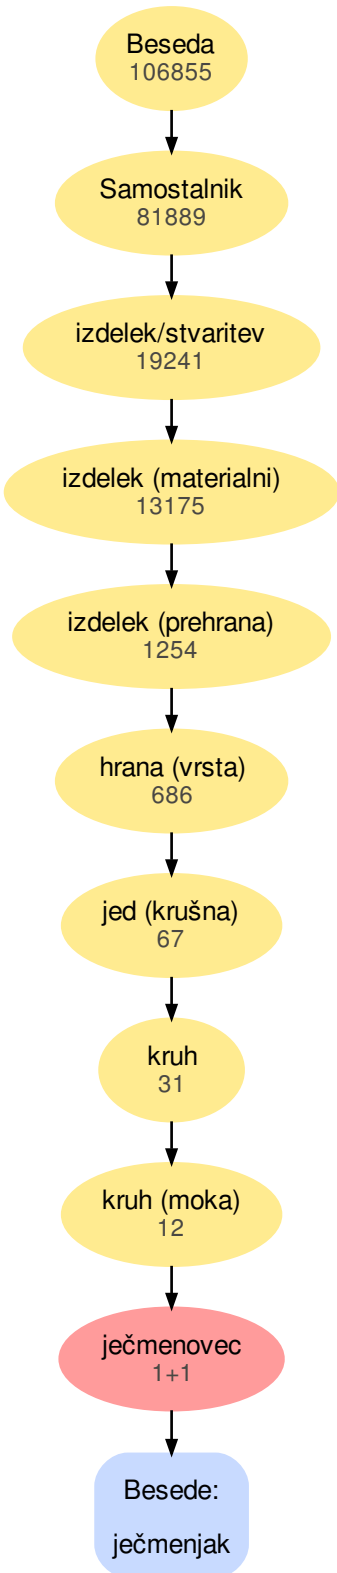 Beseda
106855
Samostalnik
81889
izdelek/stvaritev
19241
izdelek (materialni)
13175
izdelek (prehrana)
1254
hrana (vrsta)
686
jed (krušna)
67
kruh
31
kruh (moka)
12
ječmenovec
1+1
Besede:
ječmenjak